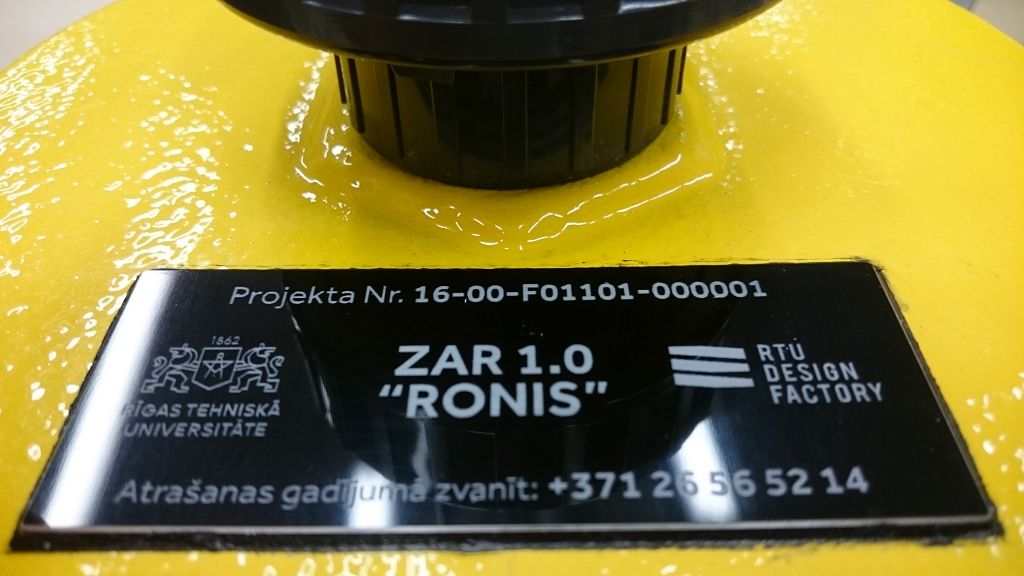 Projekta Nr. 16-00-F01101-000001
1862
RĪGAS TEHNISKĀ
UNIVERSITĀTE
ZAR 1.0
“RONIS”
RTU
DESIGN
FACTORY
Atrašanas gadījumā zvanīt: +371 26 56 52 14